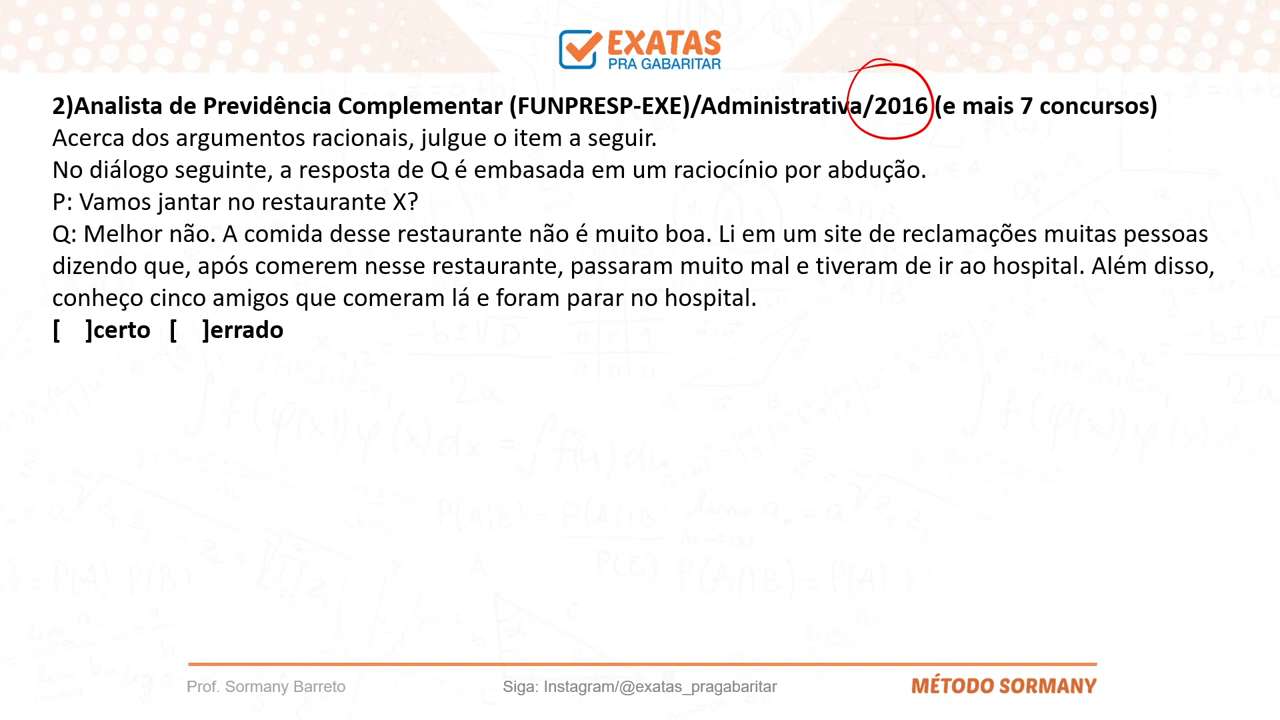 EXATAS
PRA GABARITAR
2)Analista de Previdência Complementar (FUNPRESP-EXE)/Administrativa/2016 (e mais 7 concursos)
Acerca dos argumentos racionais, julgue o item a seguir.
No diálogo seguinte, a resposta de Q é embasada em um raciocínio por abdução.
P: Vamos jantar no restaurante X?
Q: Melhor não. A comida desse restaurante não é muito boa. Li em um site de reclamações muitas pessoas
dizendo que, após comerem nesse restaurante, passaram muito mal e tiveram de ir ao hospital. Além disso,
conheço cinco amigos que comeram lá e foram parar no hospital.
[ ]certo [ ]errado
Prof. Sormany Barreto
Siga: Instagram/@exatas_pragabaritar
MÉTODO SORMANY